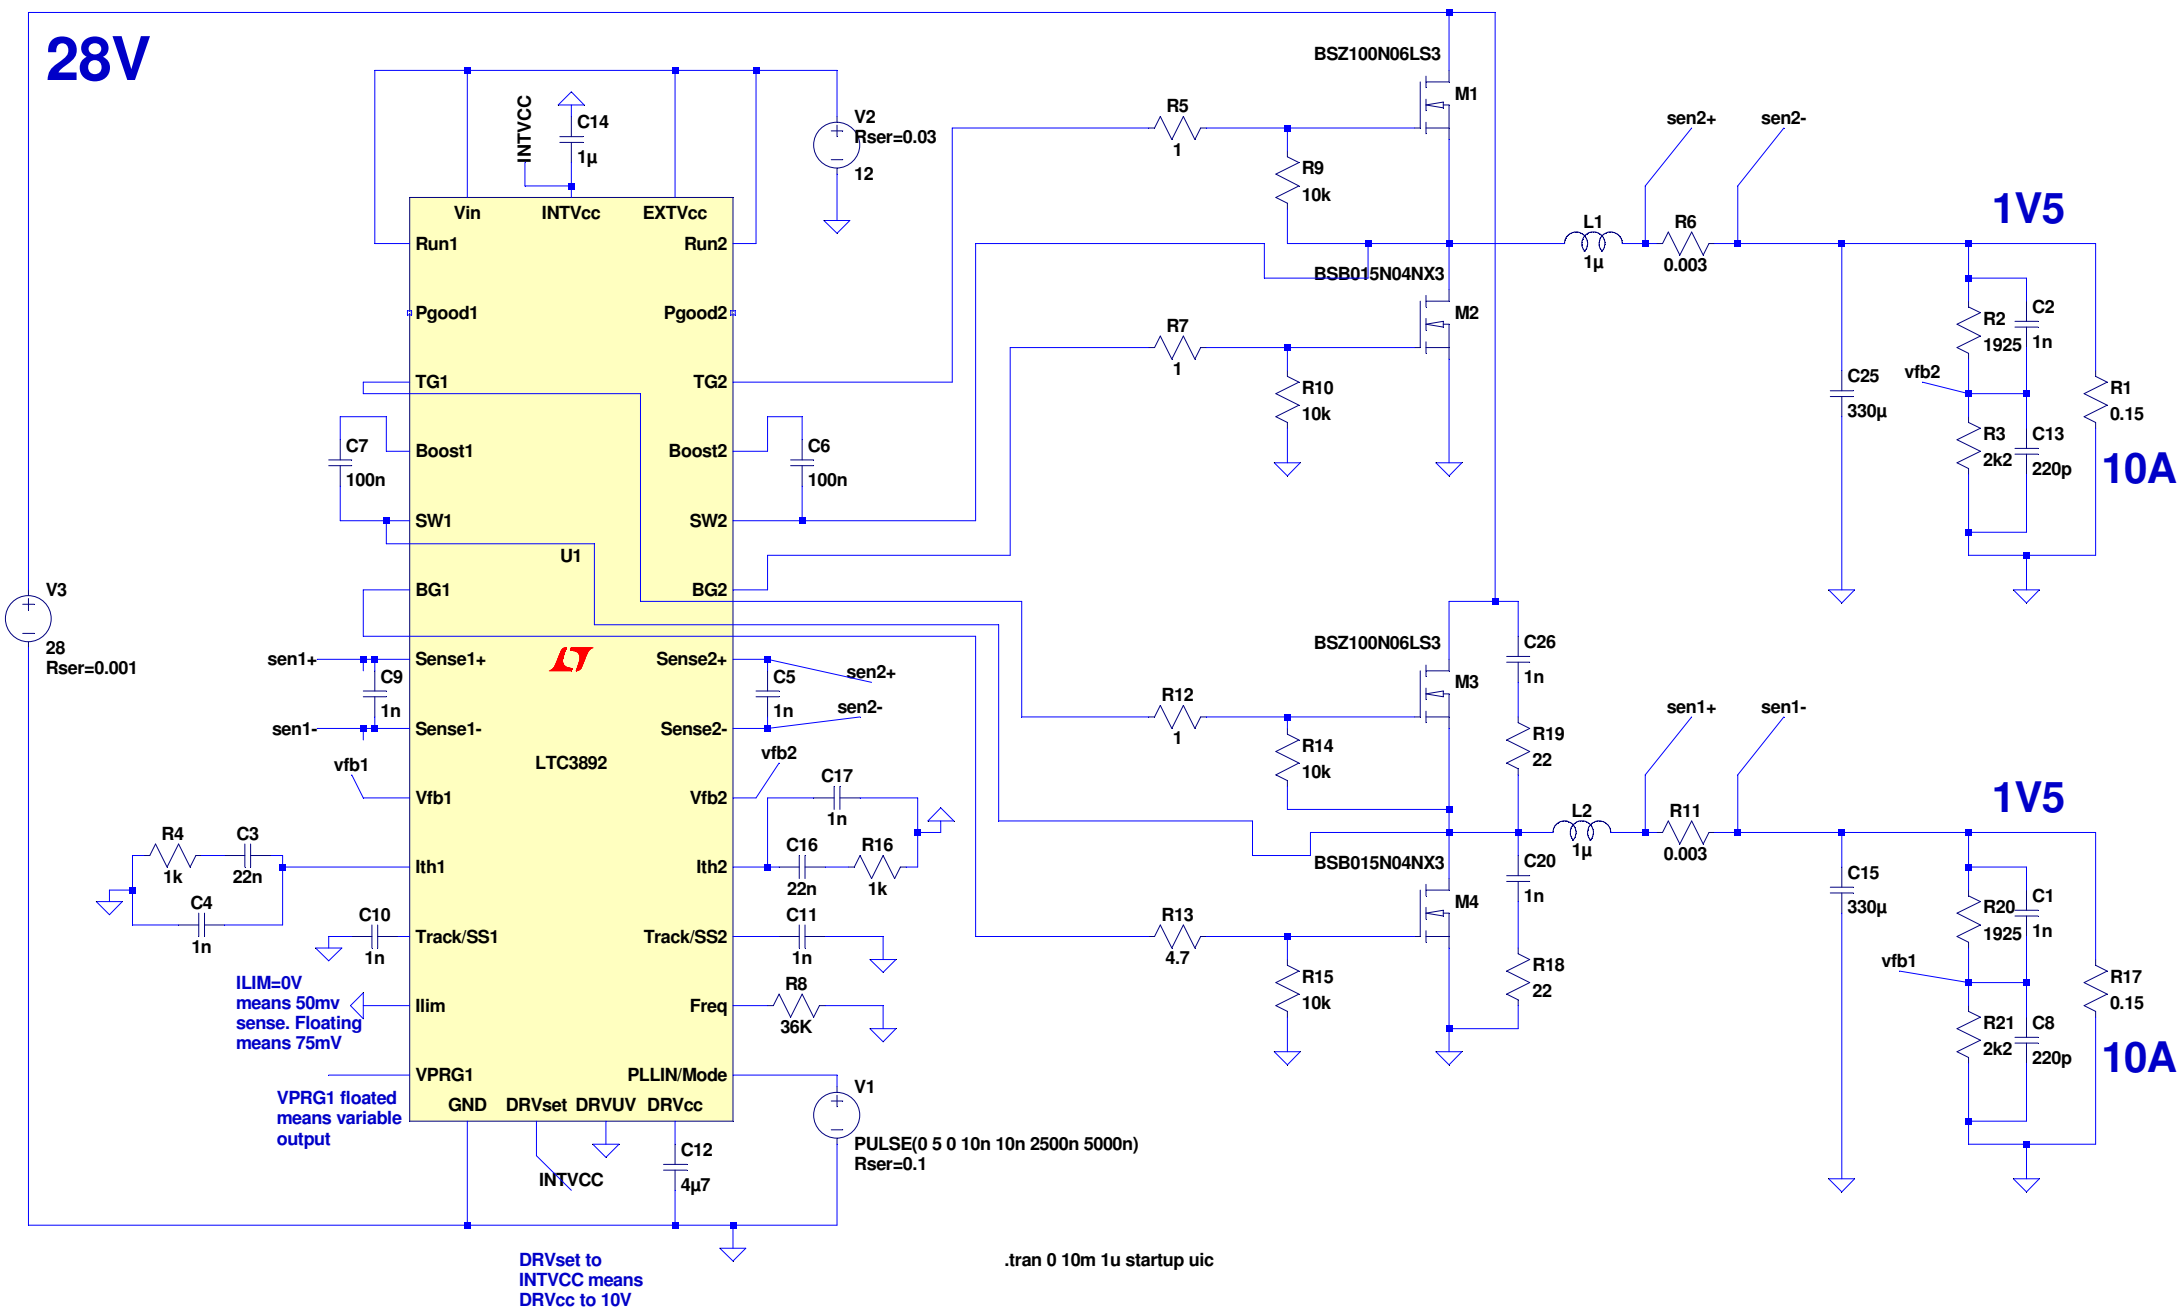 28V
BSZ100N06LS3
M1
V2
Rser=0.03
12
INTVCC
C14
1µ
R5
1
R9
10k
sen2+
sen2-
1V5
Vin
INTVcc
EXTVcc
Run1
Run2
L1
1µ
R6
0.003
BSB015N04NX3
M2
Pgood1
Pgood2
R7
1
R10
10k
C25
330µ
R2
1925
C2
1n
vfb2
R3
2k2
C13
220p
R1
0.15
10A
TG1
TG2
C7
100n
Boost1
Boost2
C6
100n
SW1
SW2
U1
BG1
BG2
V3
28
Rser=0.001
sen1+
Sense1+
Sense2+
sen2+
C9
1n
C5
1n
sen1-
Sense1-
Sense2-
sen2-
LTC3892
vfb1
vfb2
Vfb1
Vfb2
C17
1n
BSZ100N06LS3
M3
C26
1n
R12
1
R14
10k
R19
22
sen1+
sen1-
1V5
L2
1µ
R11
0.003
R4
1k
C3
22n
C4
1n
Ith1
Ith2
C16
22n
R16
1k
BSB015N04NX3
M4
C20
1n
R13
4.7
R15
10k
R18
22
C15
330µ
R20
1925
C1
1n
vfb1
R21
2k2
C8
220p
R17
0.15
10A
C10
1n
Track/SS1
Track/SS2
C11
1n
ILIM=0V
means 50mv
sense. Floating
means 75mV
Ilim
Freq
R8
36K
VPRG1
PLLIN/Mode
V1
PULSE(0 5 0 10n 10n 2500n 5000n)
Rser=0.1
VPRG1 floated
means variable
output
GND
DRVset
DRVUV
DRVcc
INTVCC
C12
4µ7
DRVset to
INTVCC means
DRVcc to 10V
.tran 0 10m 1u startup uic